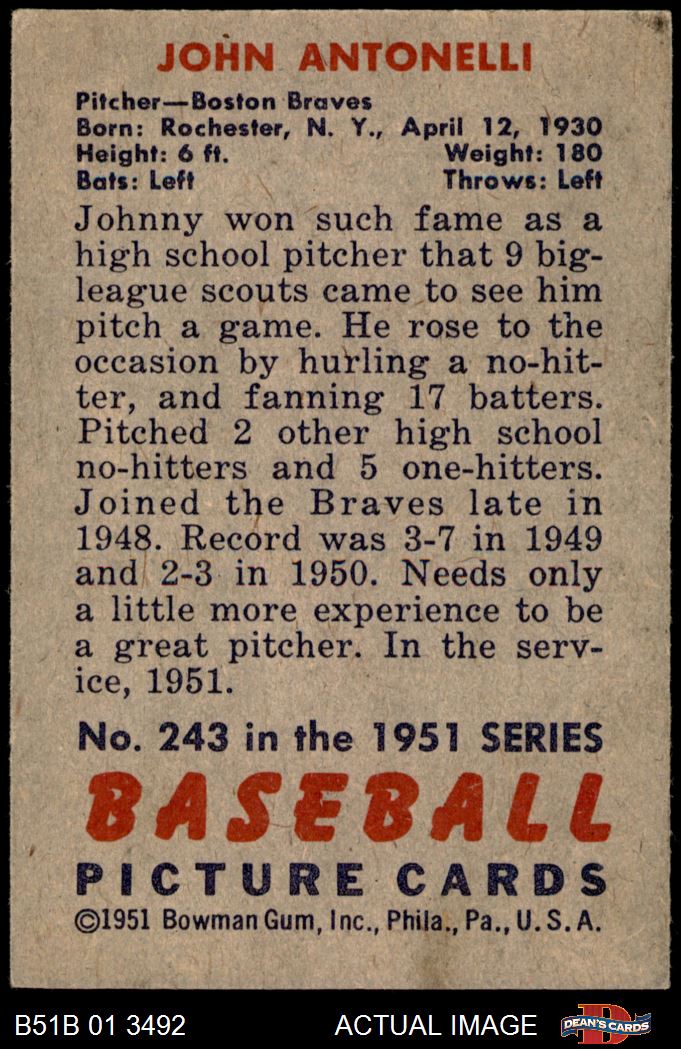 JOHN ANTONELLI
Pitcher—Boston Braves
Born: Rochester, N. Y., April 12, 1930
Height: 6 ft. Weight: 180
Bats: Left Throws: Left
Johnny won such fame as a
high school pitcher that 9 big-
league scouts came to see him
pitch a game. He rose to the
occasion by hurling a no-hit-
ter, and fanning 17 batters.
Pitched 2 other high school
no-hitters and 5 one-hitters.
Joined the Braves late in
1948. Record was 3-7 in 1949
and 2-3 in 1950. Needs only
a little more experience to be
a great pitcher. In the serv-
ice, 1951.
No. 243 in the 1951 SERIES
BASEBALL
PICTURE CARDS
©1951 Bowman Gum, Inc., Phila., Pa., U. S. A.
B51B 01 3492 ACTUAL IMAGE D DEAN'S CARDS